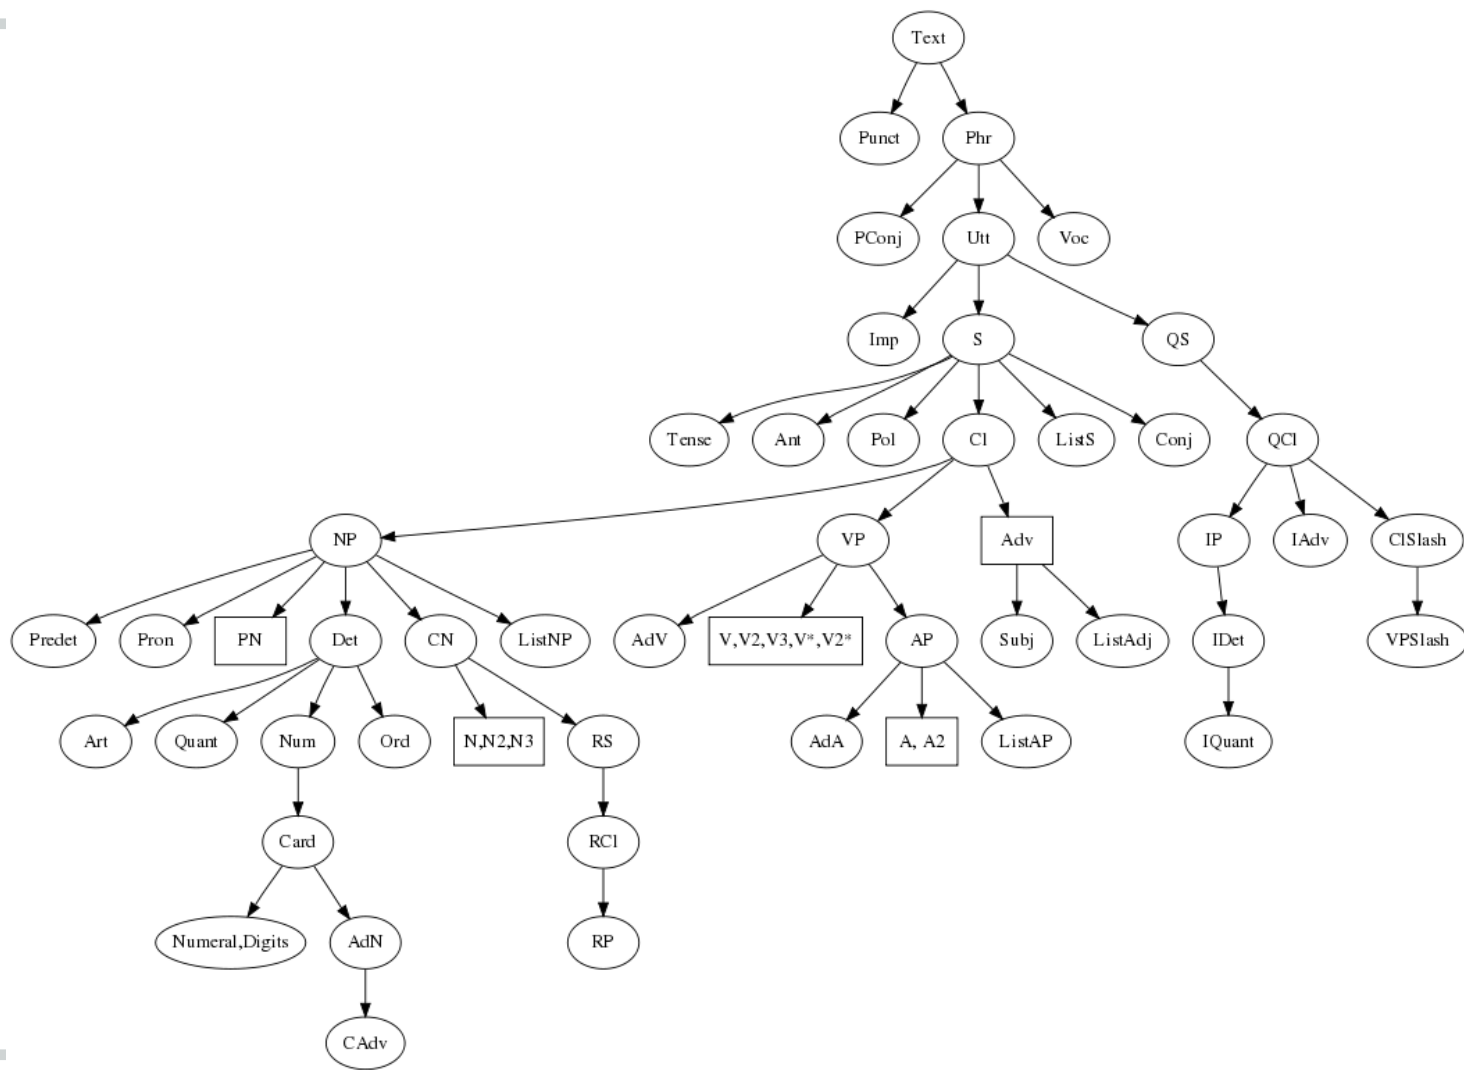 Text
Punct Phr
PConj Utt Voc
Imp S QS
Tense Ant Pol Cl ListS Conj QCl
NP VP Adv IP IAdv ClSlash
Predet Pron PN Det CN ListNP AdV V,V2,V3,V*,V2* AP Subj ListAdj IDet VPSlash
Art Quant Num Ord N,N2,N3 RS AdA A, A2 ListAP IQuant
Card RCl
Numeral,Digits AdN RP
CAdv